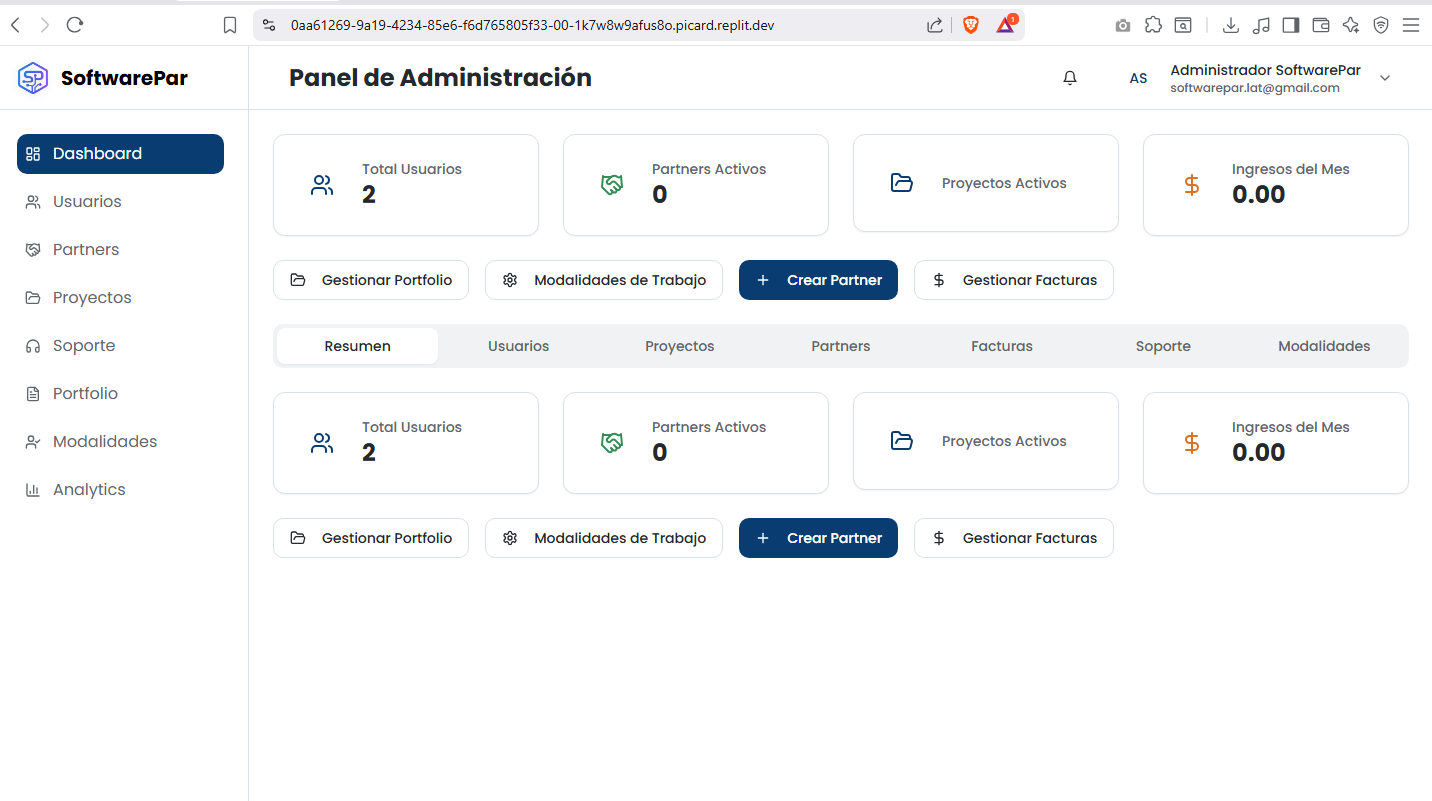 0aa61269-9a19-4234-85e6-f6d765805f33-00-1k7w8w9afus8o.picard.replit.dev
1
SP SoftwarePar
Panel de Administración
AS
Administrador SoftwarePar
softwarepar.lat@gmail.com
Dashboard
Usuarios
Partners
Proyectos
Soporte
Portfolio
Modalidades
Analytics
Total Usuarios
2
Partners Activos
0
Proyectos Activos
Ingresos del Mes
0.00
Gestionar Portfolio
Modalidades de Trabajo
Crear Partner
Gestionar Facturas
Resumen
Usuarios
Proyectos
Partners
Facturas
Soporte
Modalidades
Total Usuarios
2
Partners Activos
0
Proyectos Activos
Ingresos del Mes
0.00
Gestionar Portfolio
Modalidades de Trabajo
Crear Partner
Gestionar Facturas